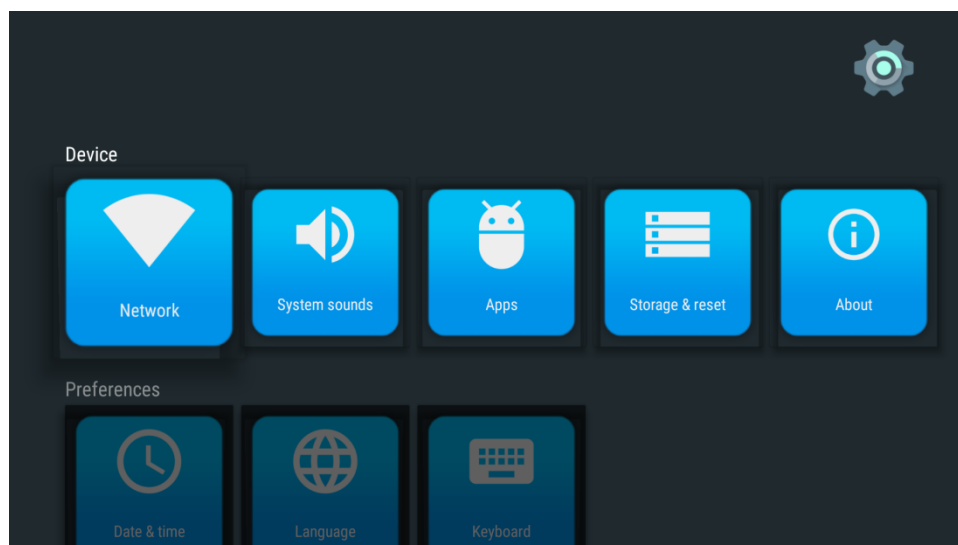 Device
Network
System sounds
Apps
Storage & reset
About
Preferences
Date & time
Language
Keyboard